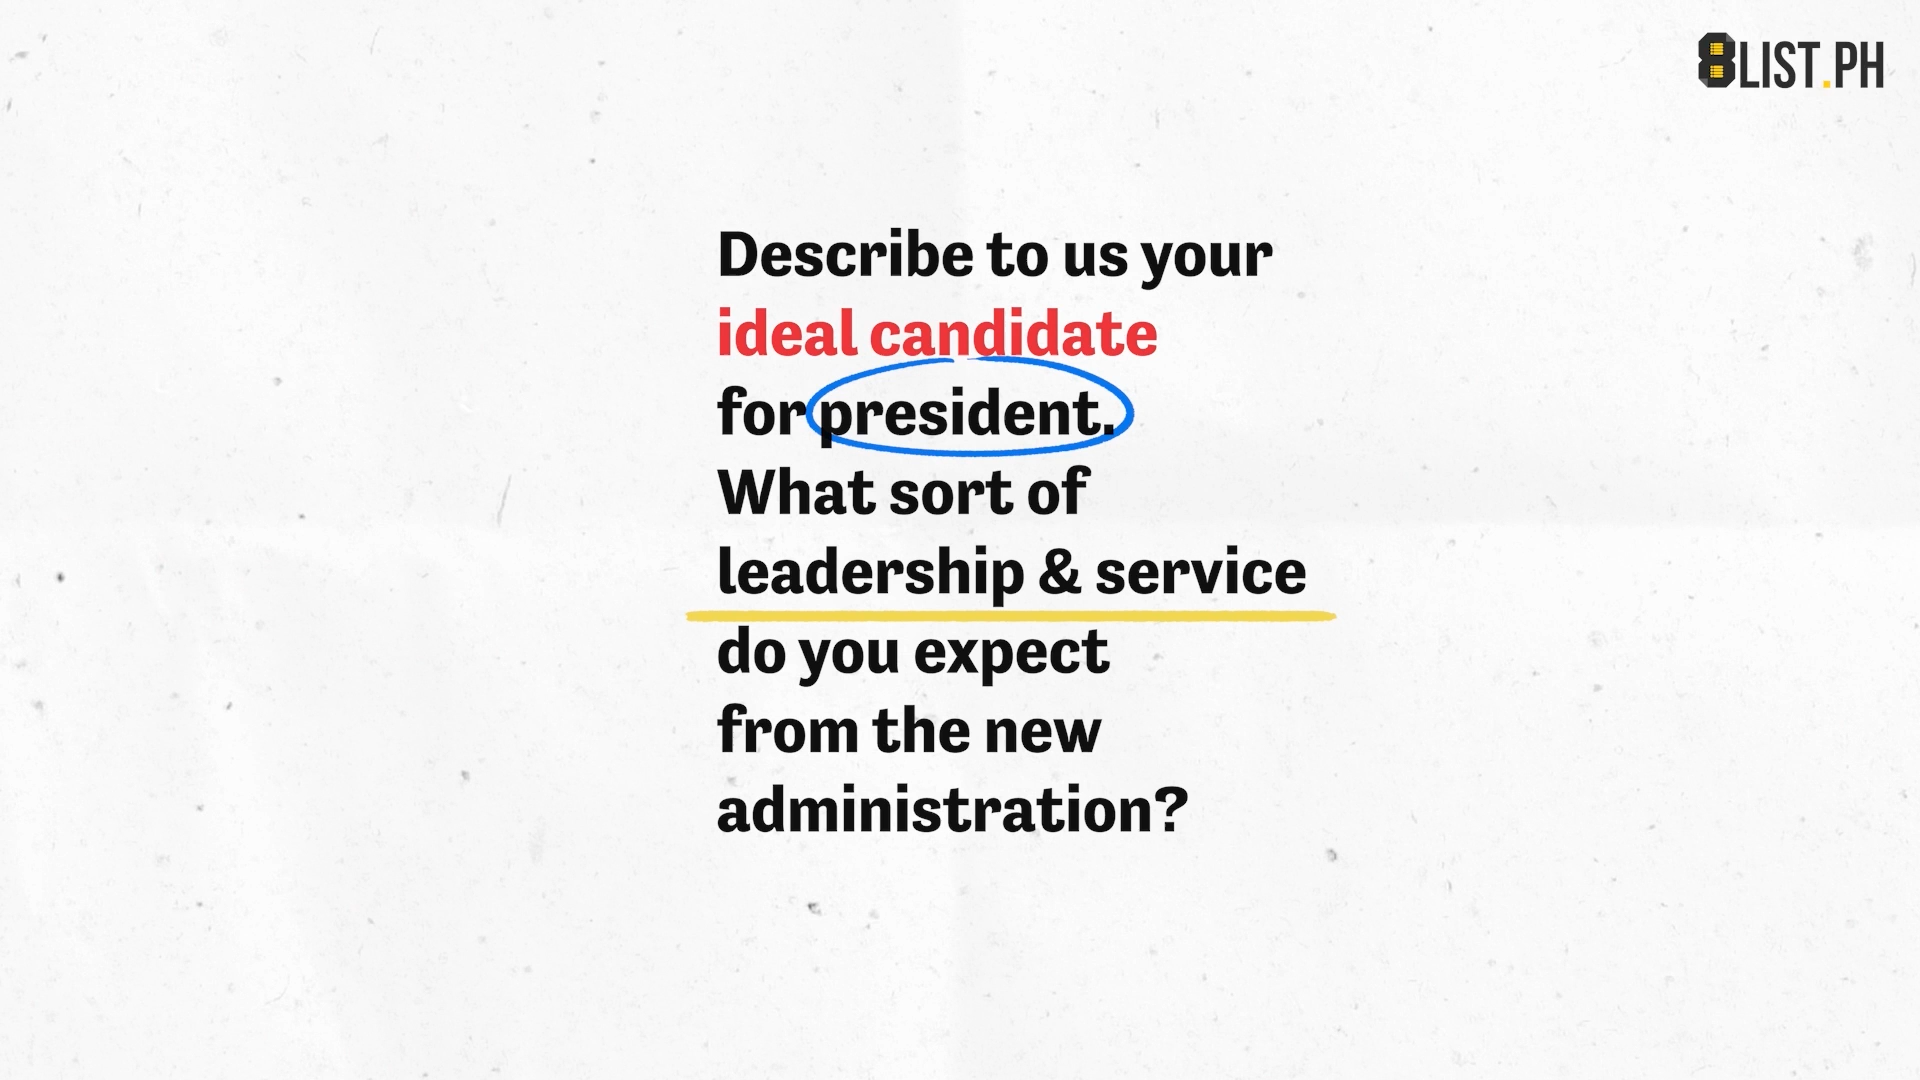 8LIST.PH
Describe to us your
ideal candidate
for president.
What sort of
leadership & service
do you expect
from the new
administration?